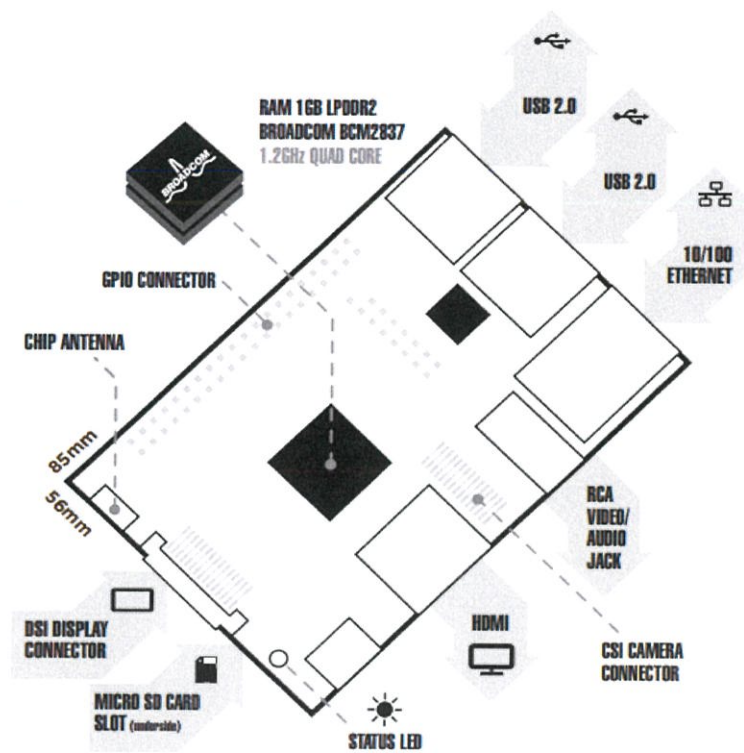 USB 2.0
RAM 1GB LPDDR2
BROADCOM BCM2837
1.2GHz QUAD CORE
BROADCOM
USB 2.0
10/100
ETHERNET
GPIO CONNECTOR
CHIP ANTENNA
85mm
56mm
RCA
VIDEO/
AUDIO
JACK
DSI DISPLAY
CONNECTOR
HDMI
CSI CAMERA
CONNECTOR
MICRO SD CARD
SLOT (underside)
STATUS LED